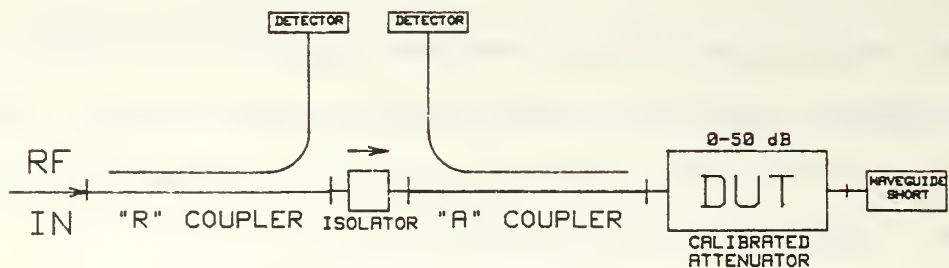 DETECTOR
DETECTOR
RF
IN
"R" COUPLER
ISOLATOR
"A" COUPLER
0-50 dB
DUT
CALIBRATED
ATTENUATOR
WAVEGUIDE
SHORT